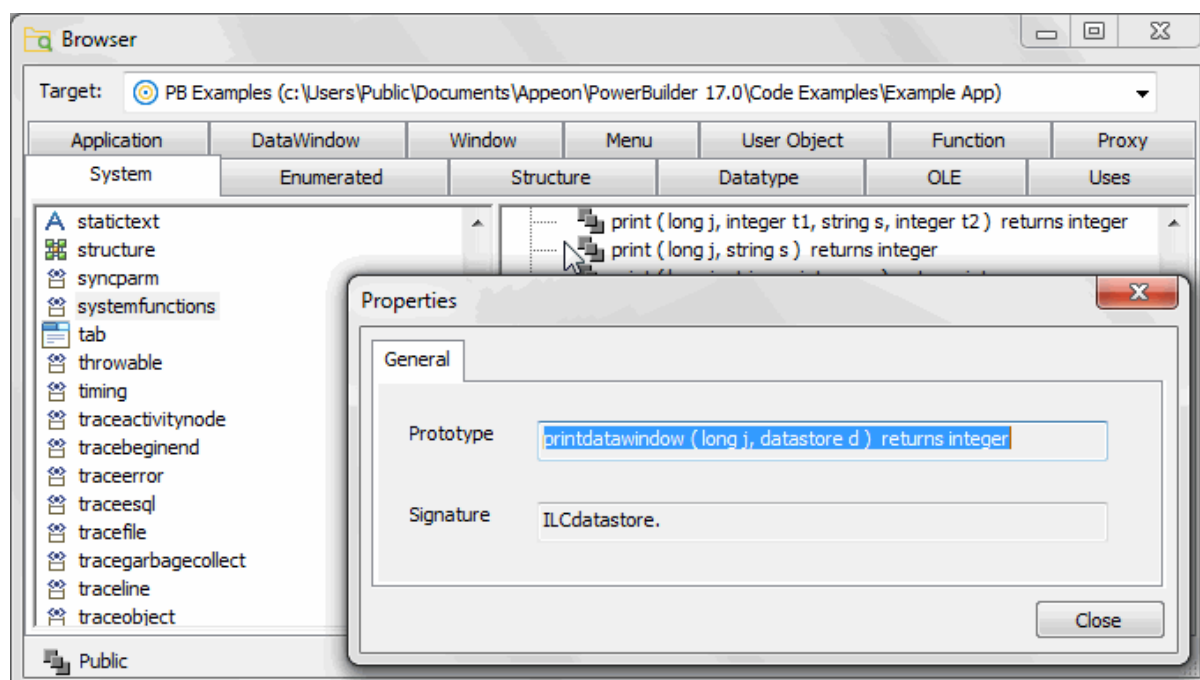 Browser
Target: PB Examples (c:\Users\Public\Documents\Appeon\PowerBuilder 17.0\Code Examples\Example App)
Application DataWindow Window Menu User Object Function Proxy
System Enumerated Structure Datatype OLE Uses
statictext
structure
syncparm
systemfunctions
tab
throwable
timing
traceactivitynode
tracebeginend
traceerror
traceesql
tracefile
tracegarbagecollect
traceline
traceobject
print ( long j, integer t1, string s, integer t2 ) returns integer
print ( long j, string s ) returns integer
Properties
General
Prototype printdatawindow ( long j, datastore d ) returns integer
Signature ILCdatastore.
Close
Public